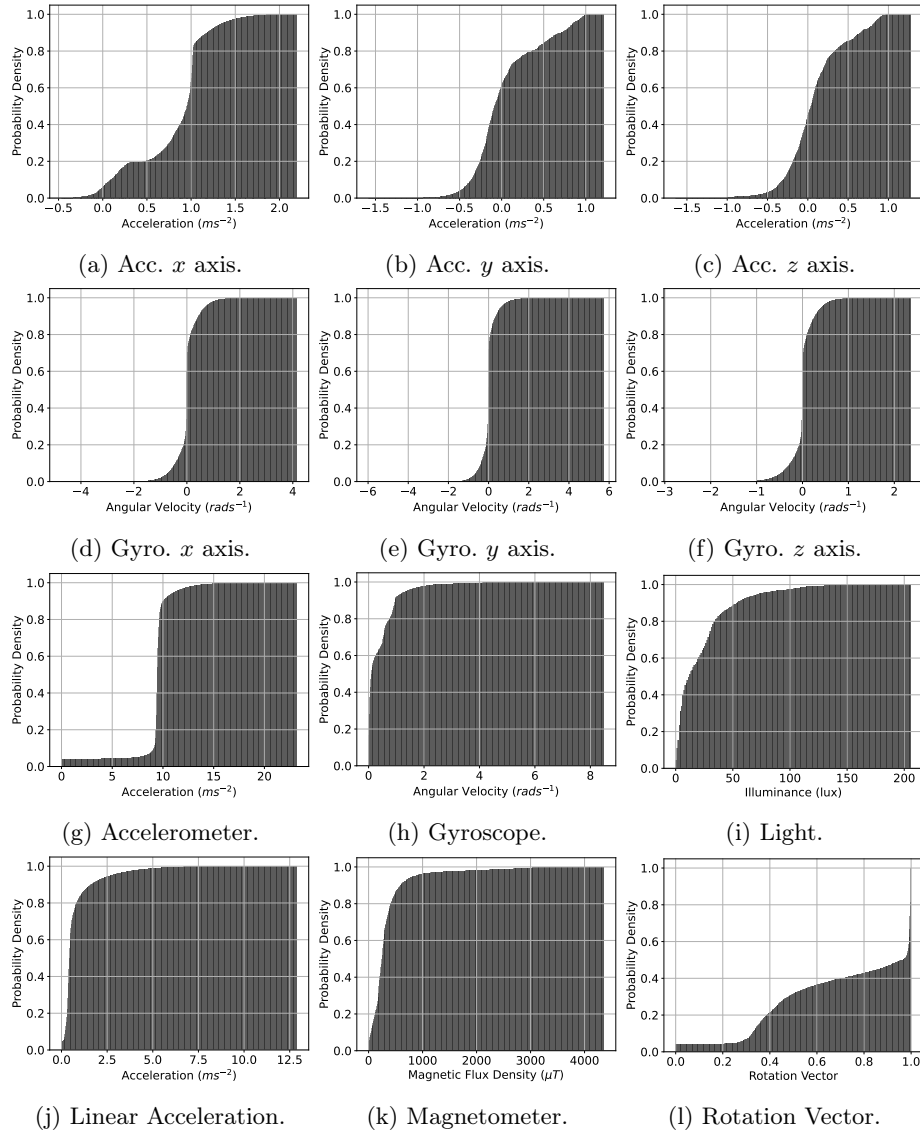 Probability Density
1.0
0.8
0.6
0.4
0.2
0.0
−0.5 0.0 0.5 1.0 1.5 2.0
Acceleration (ms⁻²)
(a) Acc. x axis.
Probability Density
1.0
0.8
0.6
0.4
0.2
0.0
−1.5 −1.0 −0.5 0.0 0.5 1.0
Acceleration (ms⁻²)
(b) Acc. y axis.
Probability Density
1.0
0.8
0.6
0.4
0.2
0.0
−1.5 −1.0 −0.5 0.0 0.5 1.0
Acceleration (ms⁻²)
(c) Acc. z axis.
Probability Density
1.0
0.8
0.6
0.4
0.2
0.0
−4 −2 0 2 4
Angular Velocity (rads⁻¹)
(d) Gyro. x axis.
Probability Density
1.0
0.8
0.6
0.4
0.2
0.0
−6 −4 −2 0 2 4 6
Angular Velocity (rads⁻¹)
(e) Gyro. y axis.
Probability Density
1.0
0.8
0.6
0.4
0.2
0.0
−3 −2 −1 0 1 2
Angular Velocity (rads⁻¹)
(f) Gyro. z axis.
Probability Density
1.0
0.8
0.6
0.4
0.2
0.0
0 5 10 15 20
Acceleration (ms⁻²)
(g) Accelerometer.
Probability Density
1.0
0.8
0.6
0.4
0.2
0.0
0 2 4 6 8
Angular Velocity (rads⁻¹)
(h) Gyroscope.
Probability Density
1.0
0.8
0.6
0.4
0.2
0.0
0 50 100 150 200
Illuminance (lux)
(i) Light.
Probability Density
1.0
0.8
0.6
0.4
0.2
0.0
0.0 2.5 5.0 7.5 10.0 12.5
Acceleration (ms⁻²)
(j) Linear Acceleration.
Probability Density
1.0
0.8
0.6
0.4
0.2
0.0
0 1000 2000 3000 4000
Magnetic Flux Density (μT)
(k) Magnetometer.
Probability Density
1.0
0.8
0.6
0.4
0.2
0.0
0.0 0.2 0.4 0.6 0.8 1.0
Rotation Vector
(l) Rotation Vector.